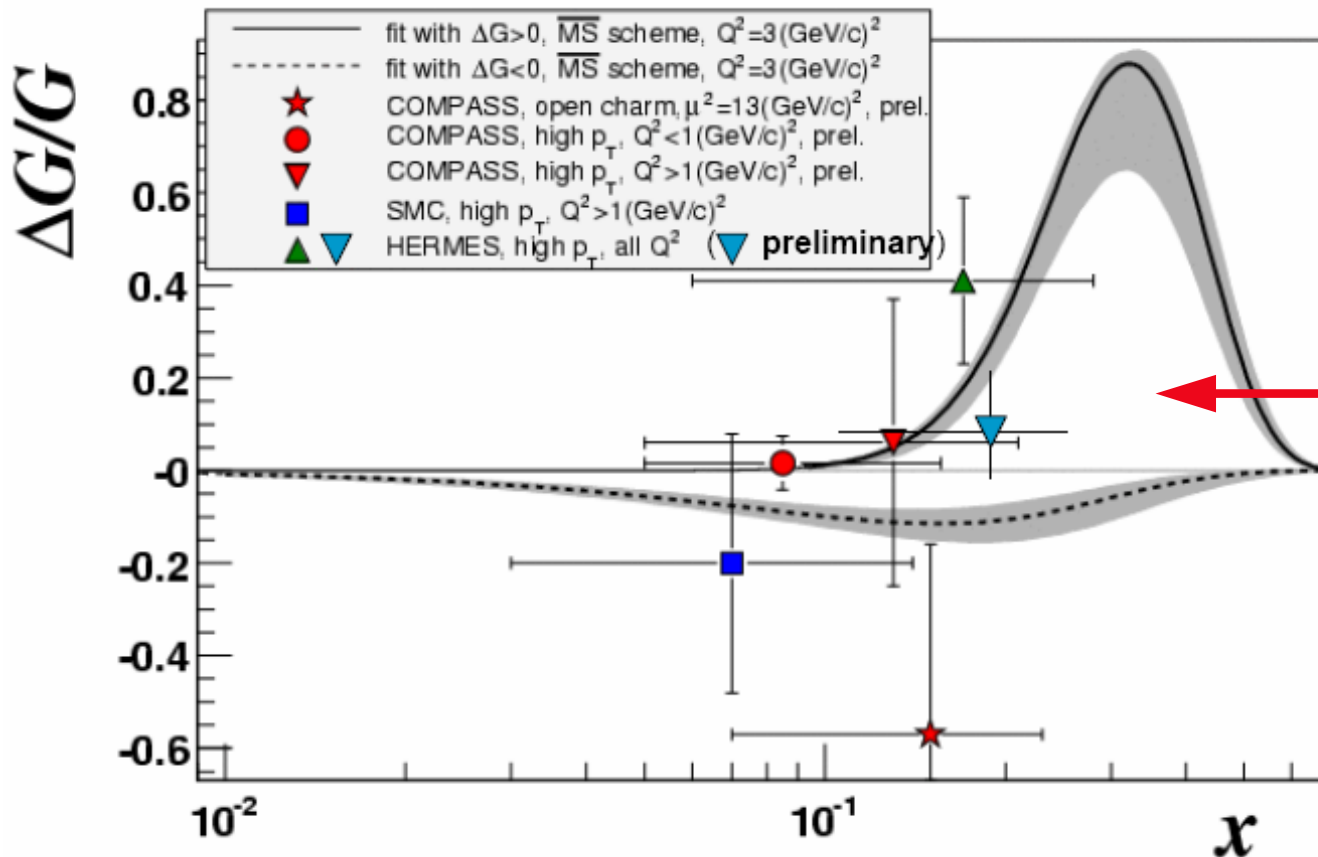 fit with ΔG>0, M̅S̅ scheme, Q²=3(GeV/c)²
fit with ΔG<0, M̅S̅ scheme, Q²=3(GeV/c)²
COMPASS, open charm, μ²=13(GeV/c)², prel.
COMPASS, high p_T, Q²<1(GeV/c)², prel.
COMPASS, high p_T, Q²>1(GeV/c)², prel.
SMC, high p_T, Q²>1(GeV/c)²
HERMES, high p_T, all Q² ( preliminary)
ΔG/G
0.8
0.6
0.4
0.2
-0
-0.2
-0.4
-0.6
10⁻² 10⁻¹ x